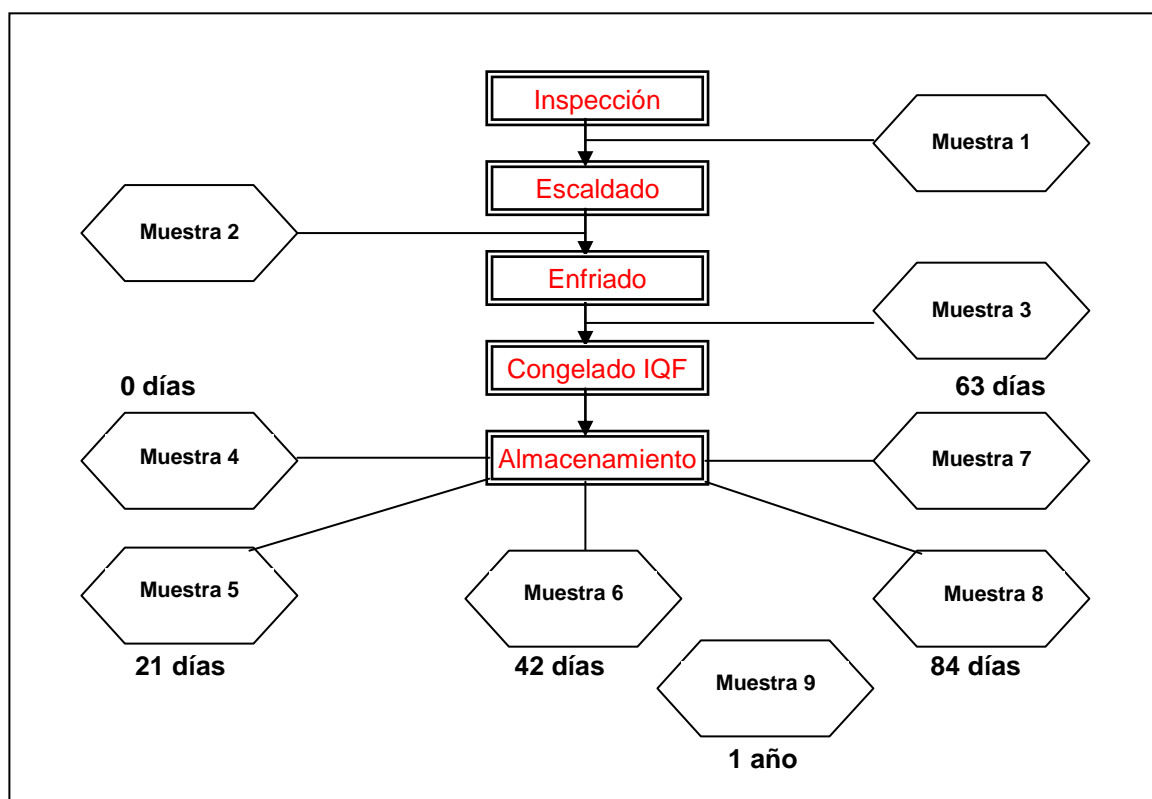 Inspección
Muestra 1
Escaldado
Muestra 2
Enfriado
Muestra 3
Congelado IQF
0 días
63 días
Muestra 4
Almacenamiento
Muestra 7
Muestra 5
Muestra 6
Muestra 8
21 días
42 días
84 días
Muestra 9
1 año